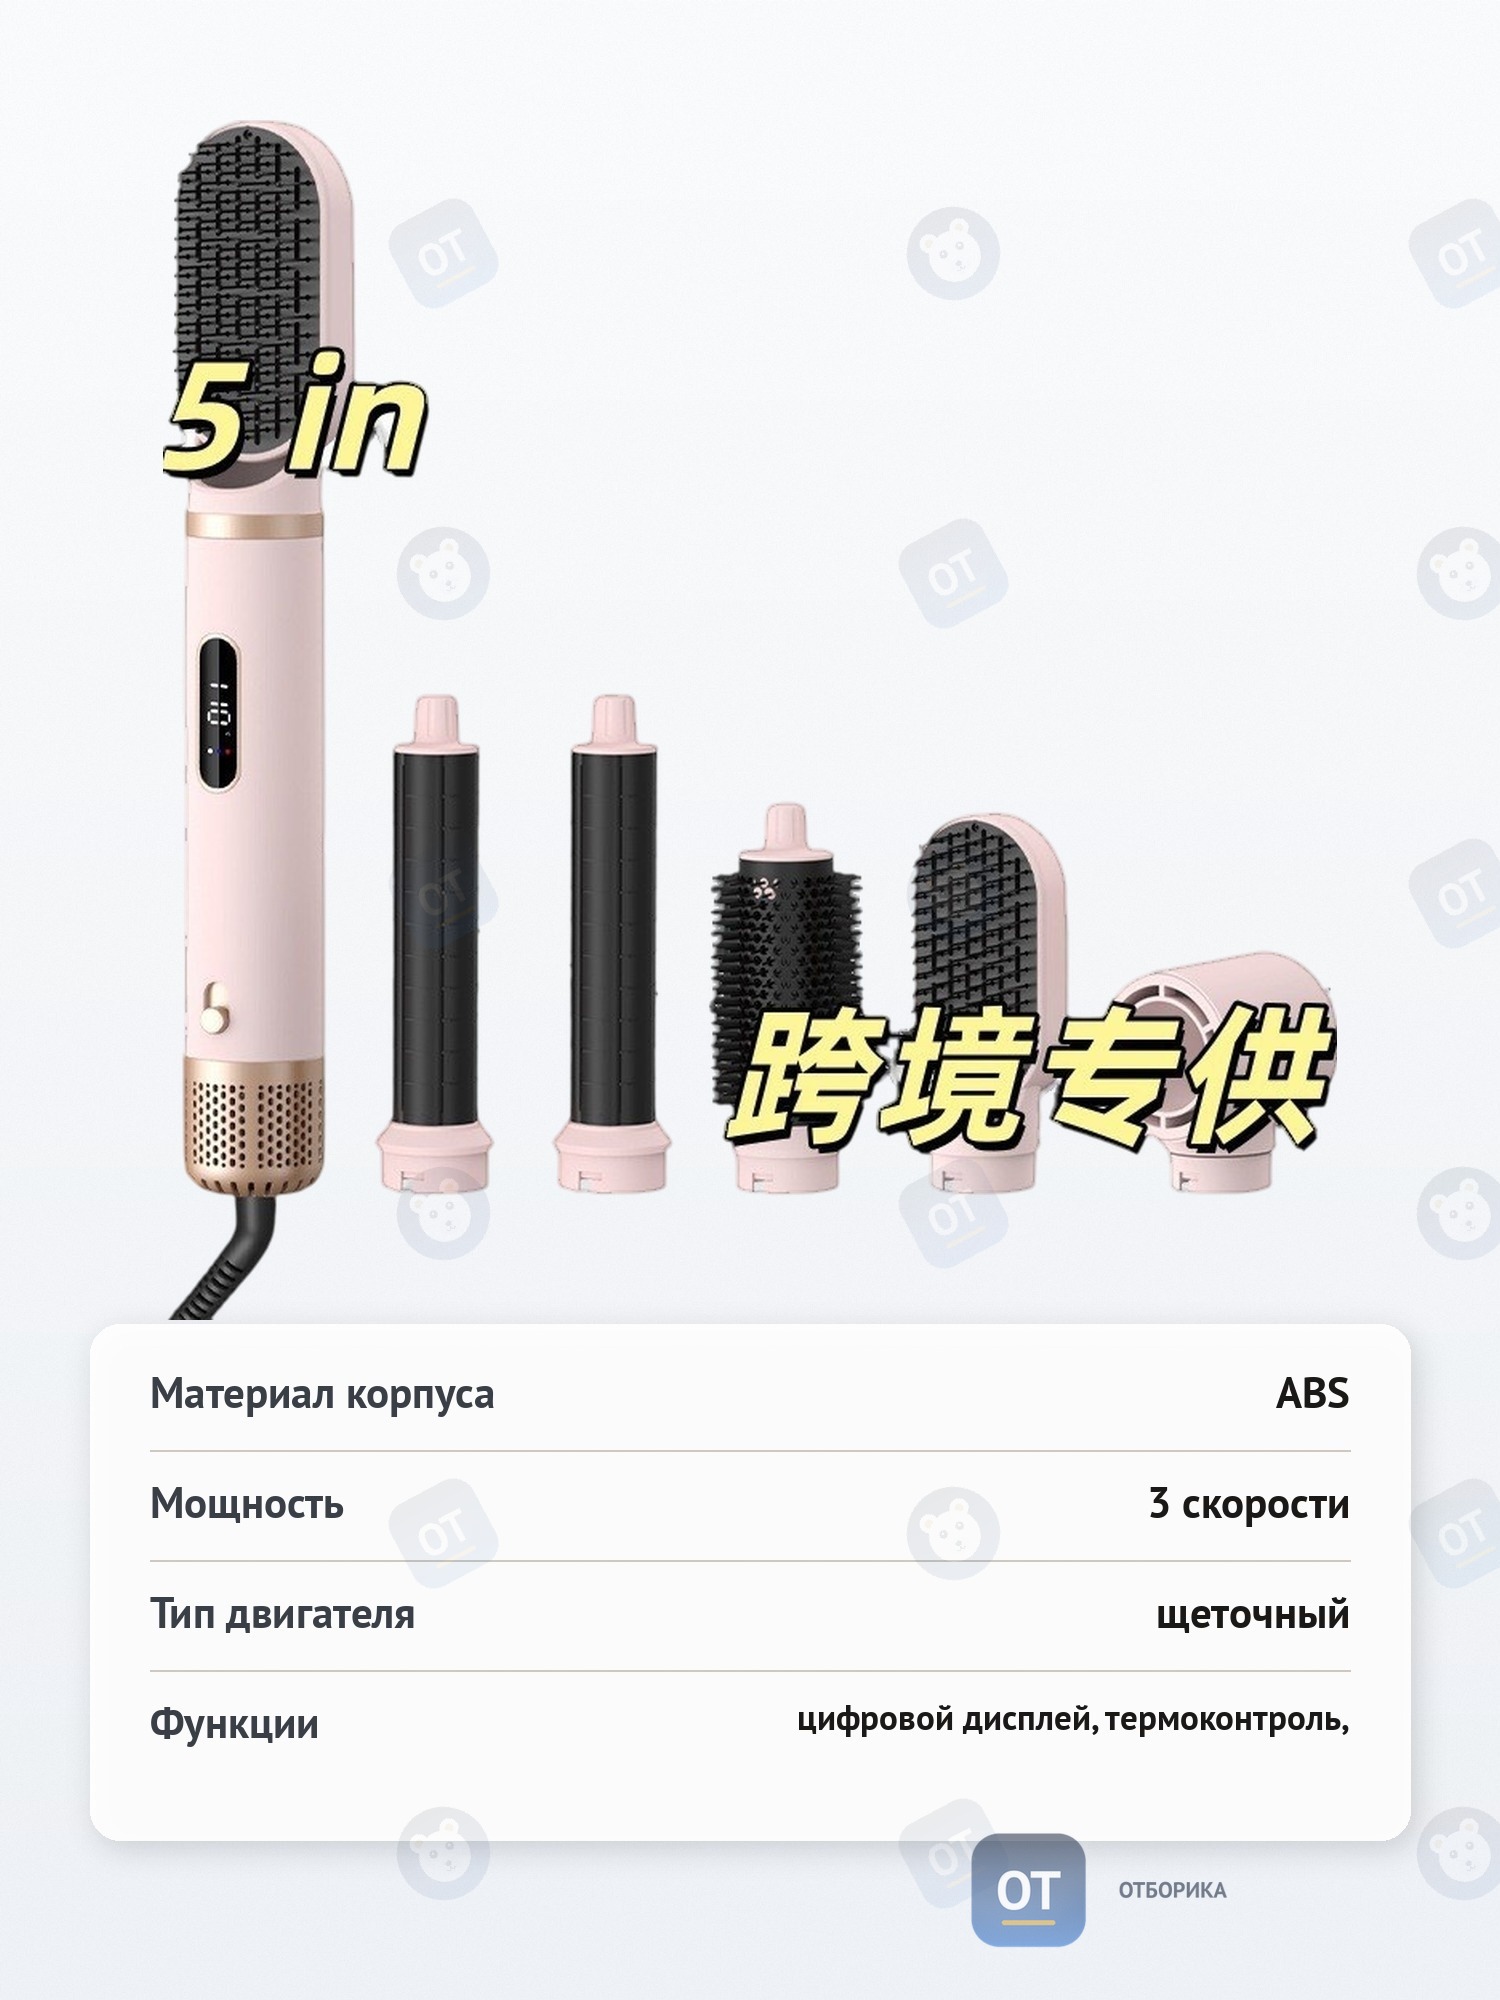 5 in
跨境专供
Материал корпуса
ABS
Мощность
3 скорости
Тип двигателя
щеточный
Функции
цифровой дисплей, термоконтроль,
ОТ
ОТБОРИКА